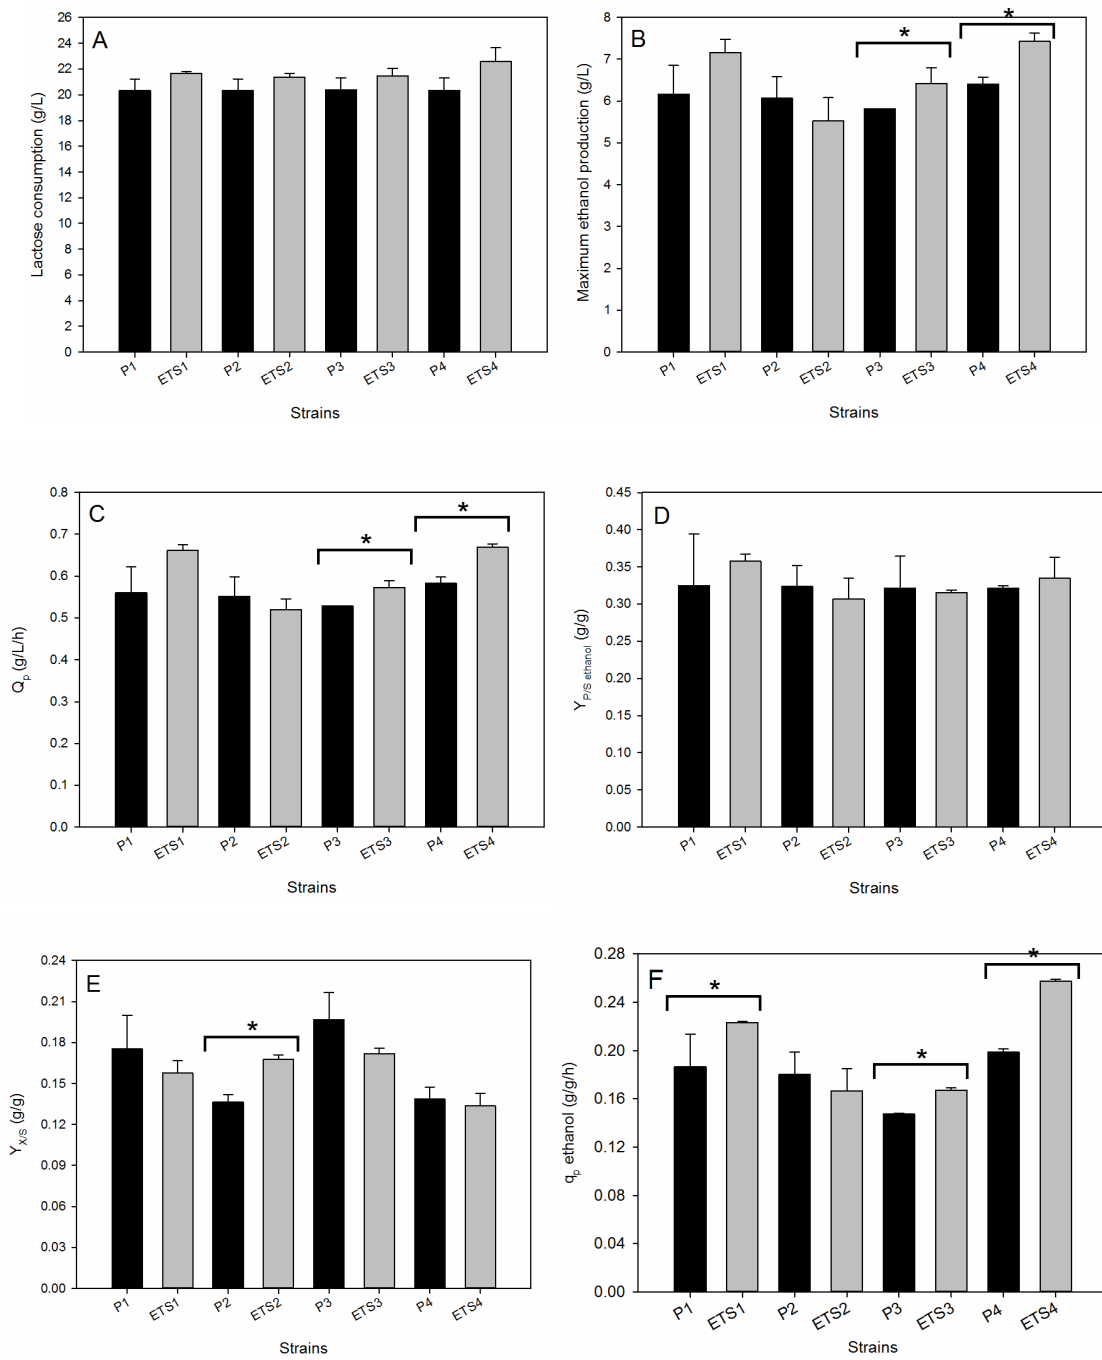 A
Lactose consumption (g/L)
26
24
22
20
18
16
14
12
10
8
6
4
2
0
P1 ETS1 P2 ETS2 P3 ETS3 P4 ETS4
Strains
B
Maximum ethanol production (g/L)
8
7
6
5
4
3
2
1
0
* *
P1 ETS1 P2 ETS2 P3 ETS3 P4 ETS4
Strains
C
Qp (g/L/h)
0.8
0.7
0.6
0.5
0.4
0.3
0.2
0.1
0.0
* *
P1 ETS1 P2 ETS2 P3 ETS3 P4 ETS4
Strains
D
YP/S ethanol (g/g)
0.45
0.40
0.35
0.30
0.25
0.20
0.15
0.10
0.05
0.00
P1 ETS1 P2 ETS2 P3 ETS3 P4 ETS4
Strains
E
YX/S (g/g)
0.24
0.21
0.18
0.15
0.12
0.09
0.06
0.03
0.00
*
P1 ETS1 P2 ETS2 P3 ETS3 P4 ETS4
Strains
F
qp ethanol (g/g/h)
0.28
0.24
0.20
0.16
0.12
0.08
0.04
0.00
* * *
P1 ETS1 P2 ETS2 P3 ETS3 P4 ETS4
Strains